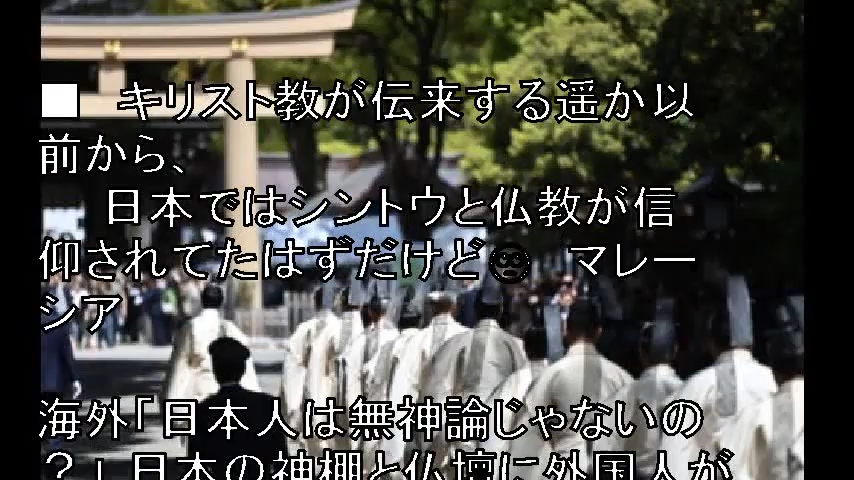 ■　キリスト教が伝来する遥か以
前から、
　　日本ではシントウと仏教が信
仰されてたはずだけど😩　マレー
シア
海外「日本人は無神論じゃないの
？」日本の神棚と仏壇に外国人が